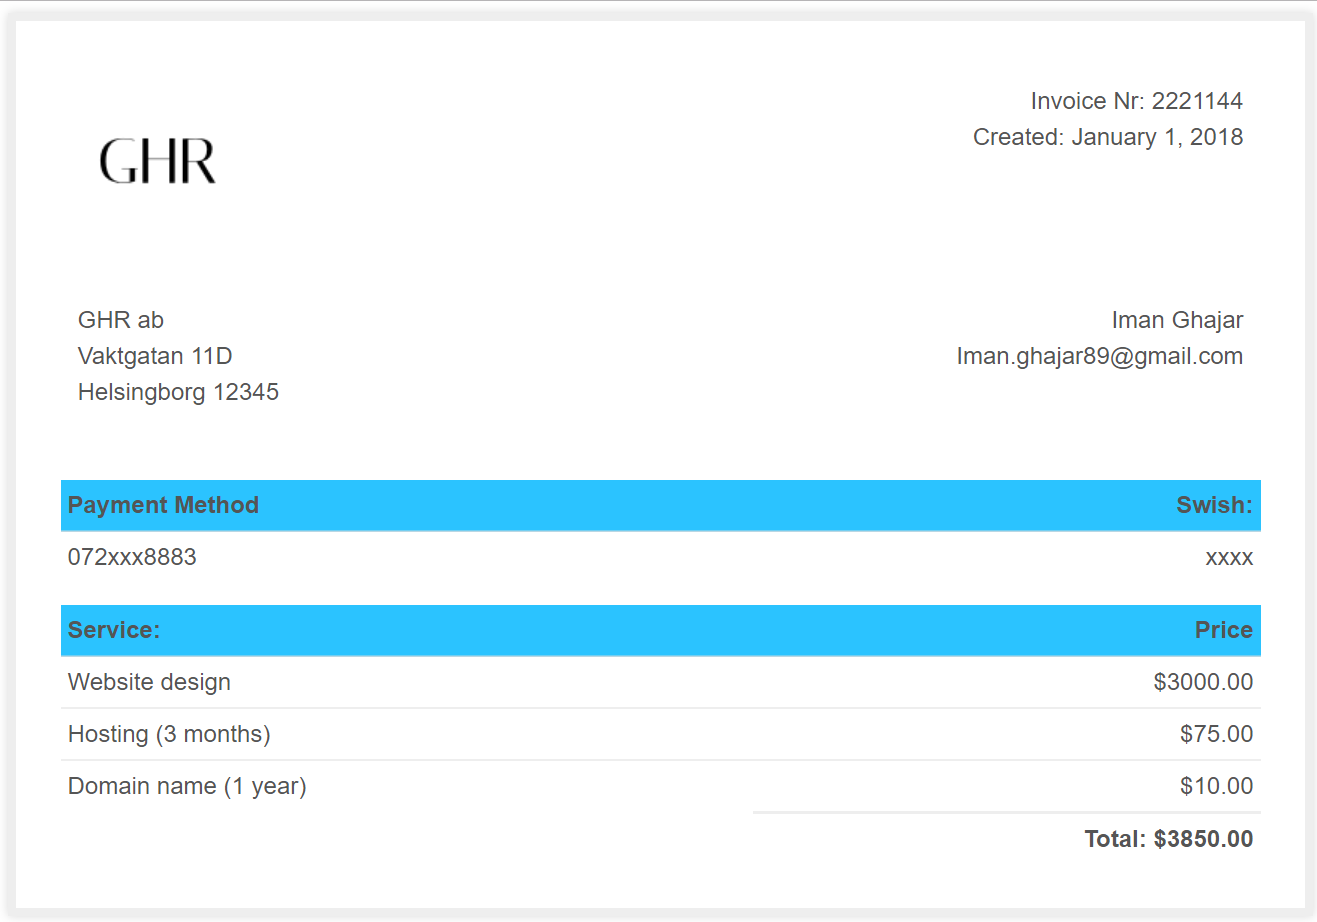 Invoice Nr: 2221144
Created: January 1, 2018
GHR
GHR ab
Vaktgatan 11D
Helsingborg 12345
Iman Ghajar
Iman.ghajar89@gmail.com
Payment Method Swish:
072xxx8883 xxxx
Service: Price
Website design $3000.00
Hosting (3 months) $75.00
Domain name (1 year) $10.00
Total: $3850.00